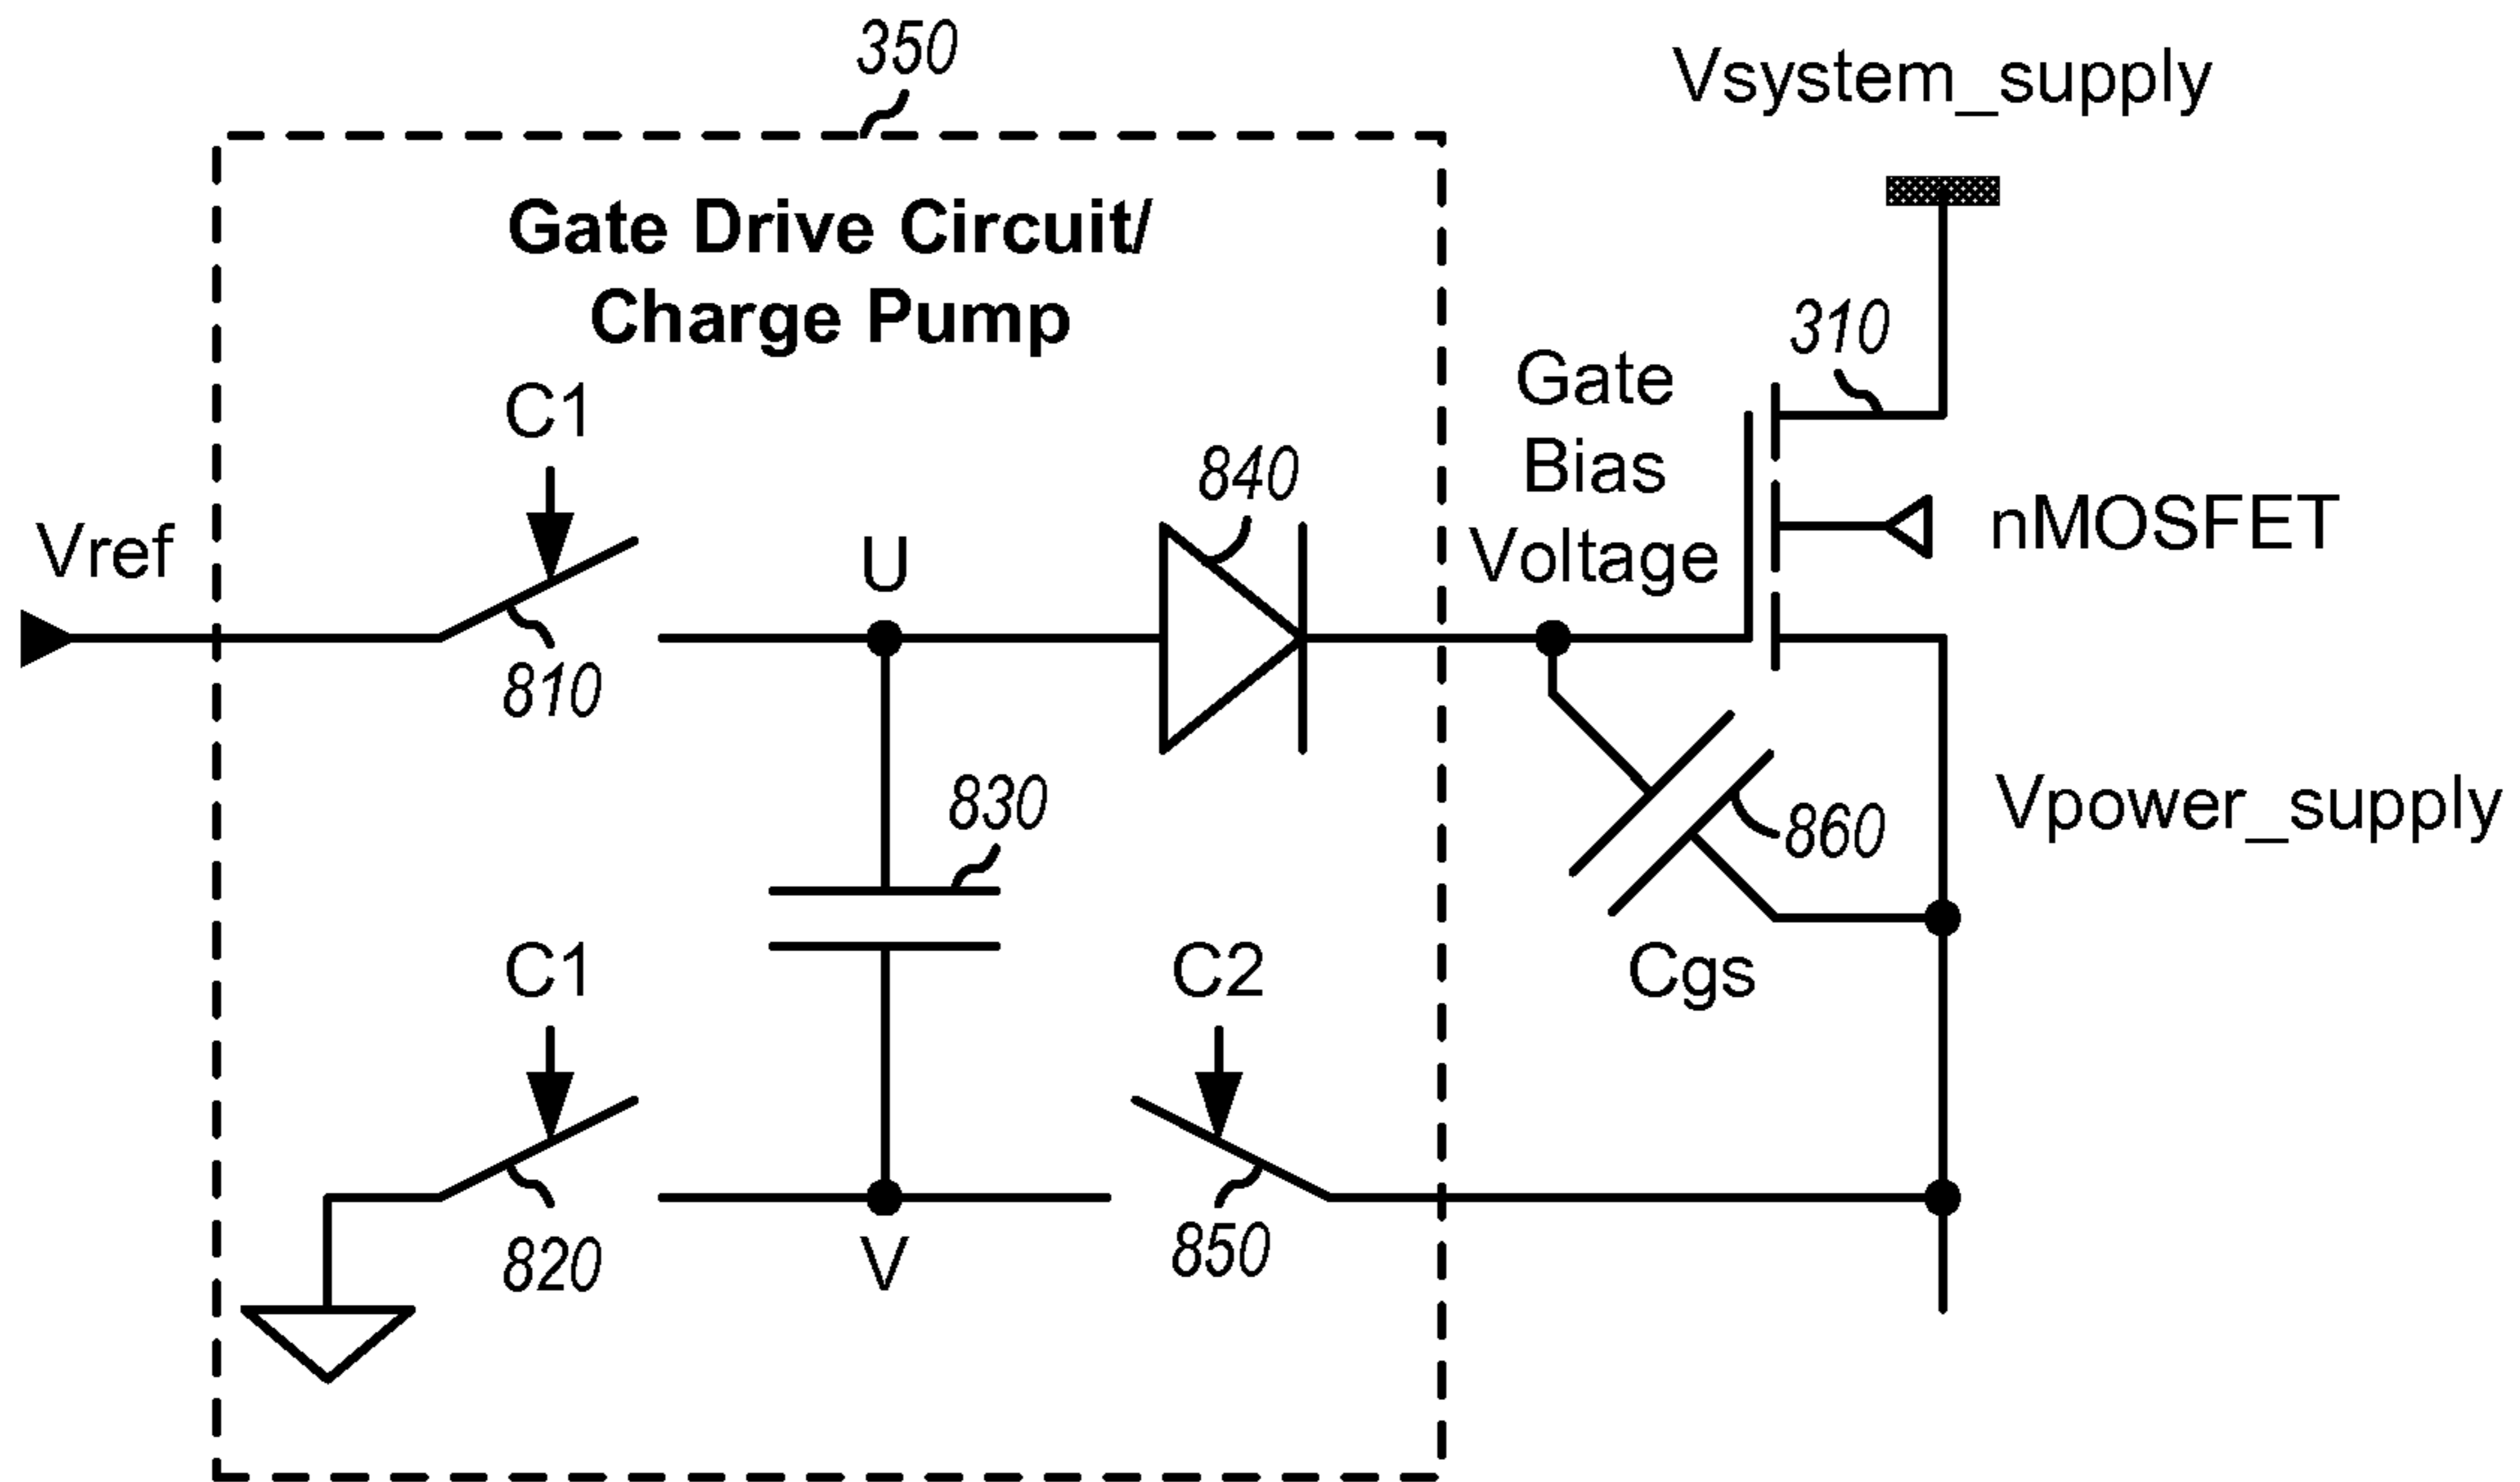 350
Vsystem_supply
Gate Drive Circuit/
Charge Pump
310
C1
Gate
Bias
Voltage
840
Vref
U
nMOSFET
810
830
Vpower_supply
860
C1
C2
Cgs
820
V
850